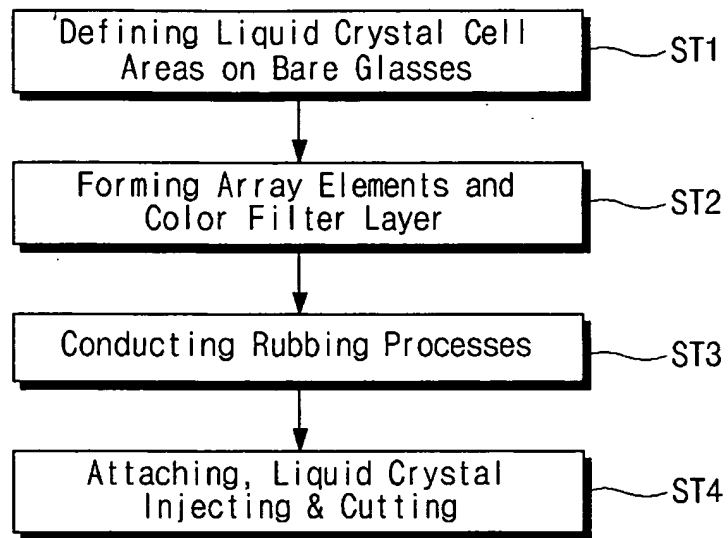 Defining Liquid Crystal Cell
Areas on Bare Glasses
ST1
Forming Array Elements and
Color Filter Layer
ST2
Conducting Rubbing Processes
ST3
Attaching, Liquid Crystal
Injecting & Cutting
ST4